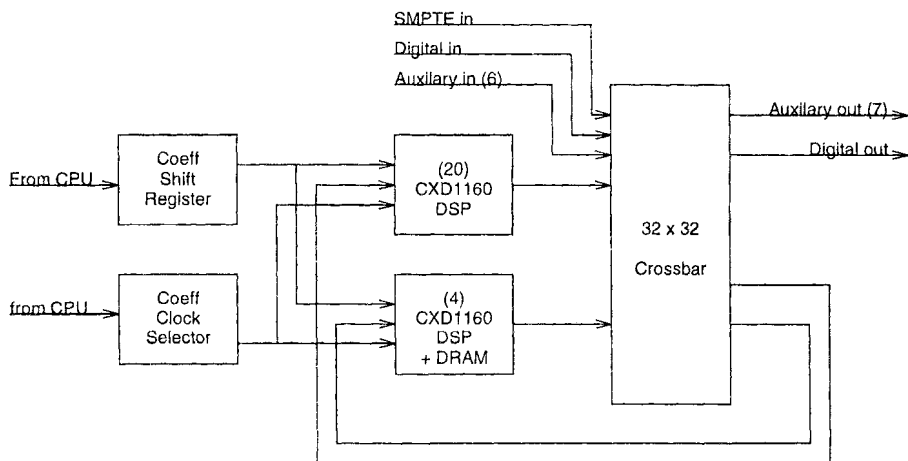 SMPTE in
Digital in
Auxilary in (6)
Auxilary out (7)
Digital out
From CPU
Coeff
Shift
Register
(20)
CXD1160
DSP
32 x 32
Crossbar
from CPU
Coeff
Clock
Selector
(4)
CXD1160
DSP
+ DRAM